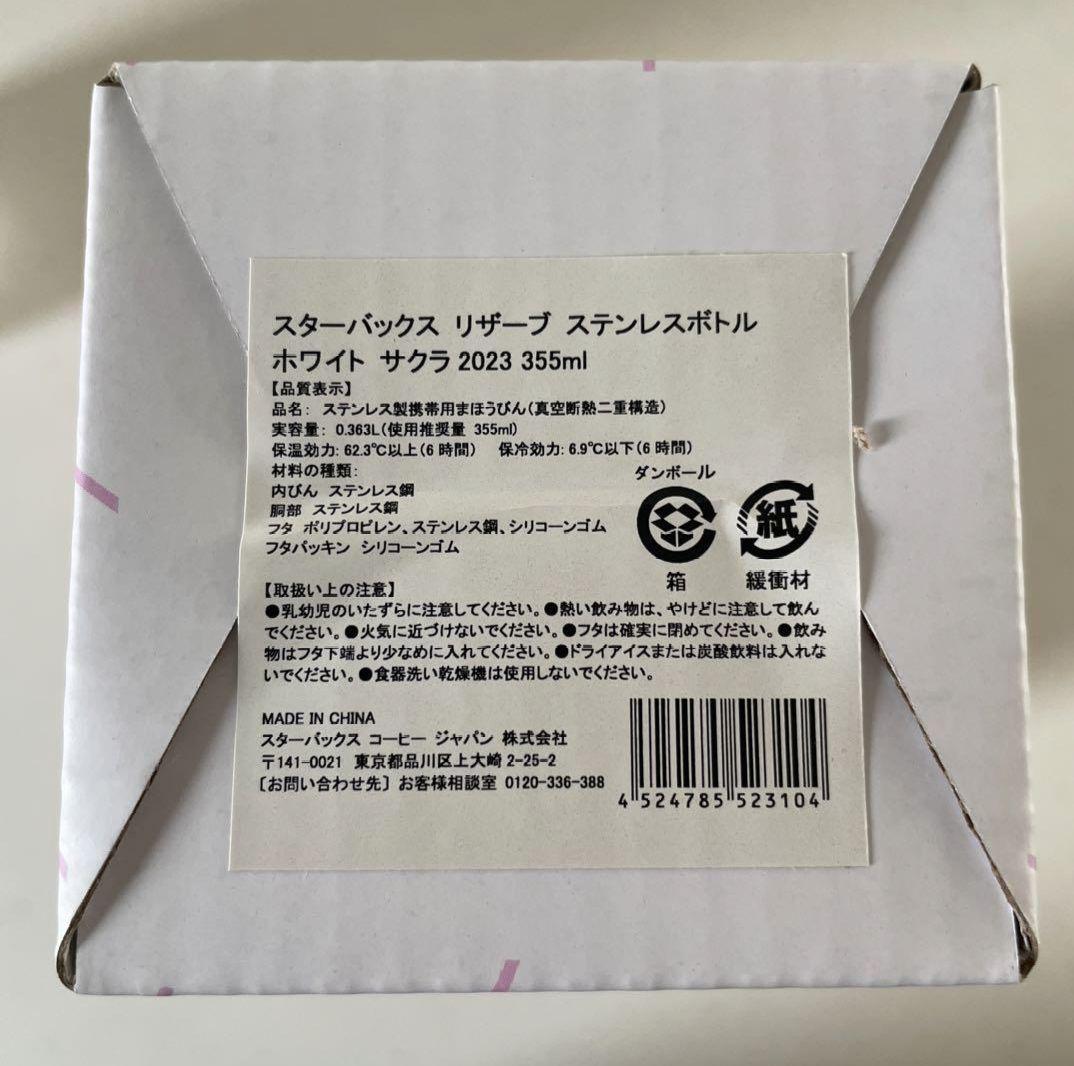 スターバックス リザーブ ステンレスボトル
ホワイト サクラ 2023 355ml
【品質表示】
品名: ステンレス製携帯用まほうびん(真空断熱二重構造)
実容量: 0.363L(使用推奨量 355ml)
保温効力: 62.3℃以上(6 時間) 保冷効力: 6.9℃以下(6 時間)
材料の種類:
内びん ステンレス鋼
胴部 ステンレス鋼
フタ ポリプロピレン、ステンレス鋼、シリコーンゴム
フタパッキン シリコーンゴム
ダンボール
箱
紙
緩衝材
【取扱い上の注意】
●乳幼児のいたずらに注意してください。●熱い飲み物は、やけどに注意して飲ん
でください。●火気に近づけないでください。●フタは確実に閉めてください。●飲み
物はフタ下端より少なめに入れてください。●ドライアイスまたは炭酸飲料は入れな
いでください。●食器洗い乾燥機は使用しないでください。
MADE IN CHINA
スターバックス コーヒー ジャパン 株式会社
〒141-0021 東京都品川区上大崎 2-25-2
[お問い合わせ先] お客様相談室 0120-336-388
4 524785 523104